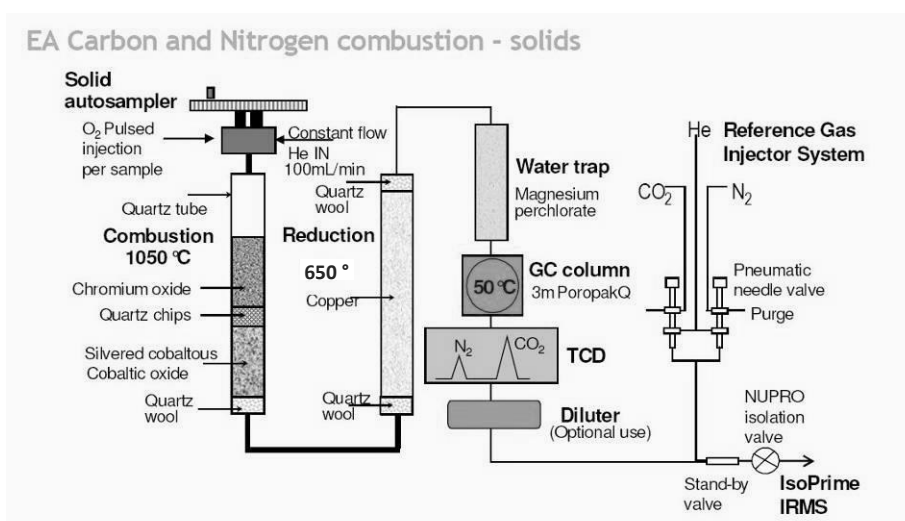 EA Carbon and Nitrogen combustion - solids
Solid
autosampler
O₂ Pulsed
injection
per sample
Constant flow
He IN
100mL/min
Quartz tube
Combustion
1050 ºC
Chromium oxide
Quartz chips
Silvered cobaltous
Cobaltic oxide
Quartz
wool
Quartz
wool
Reduction
650 °
Copper
Quartz
wool
Water trap
Magnesium
perchlorate
50 ºC
GC column
3m PoropakQ
N₂
CO₂
TCD
Diluter
(Optional use)
He
Reference Gas
Injector System
CO₂
N₂
Pneumatic
needle valve
Purge
NUPRO
isolation
valve
Stand-by
valve
IsoPrime
IRMS